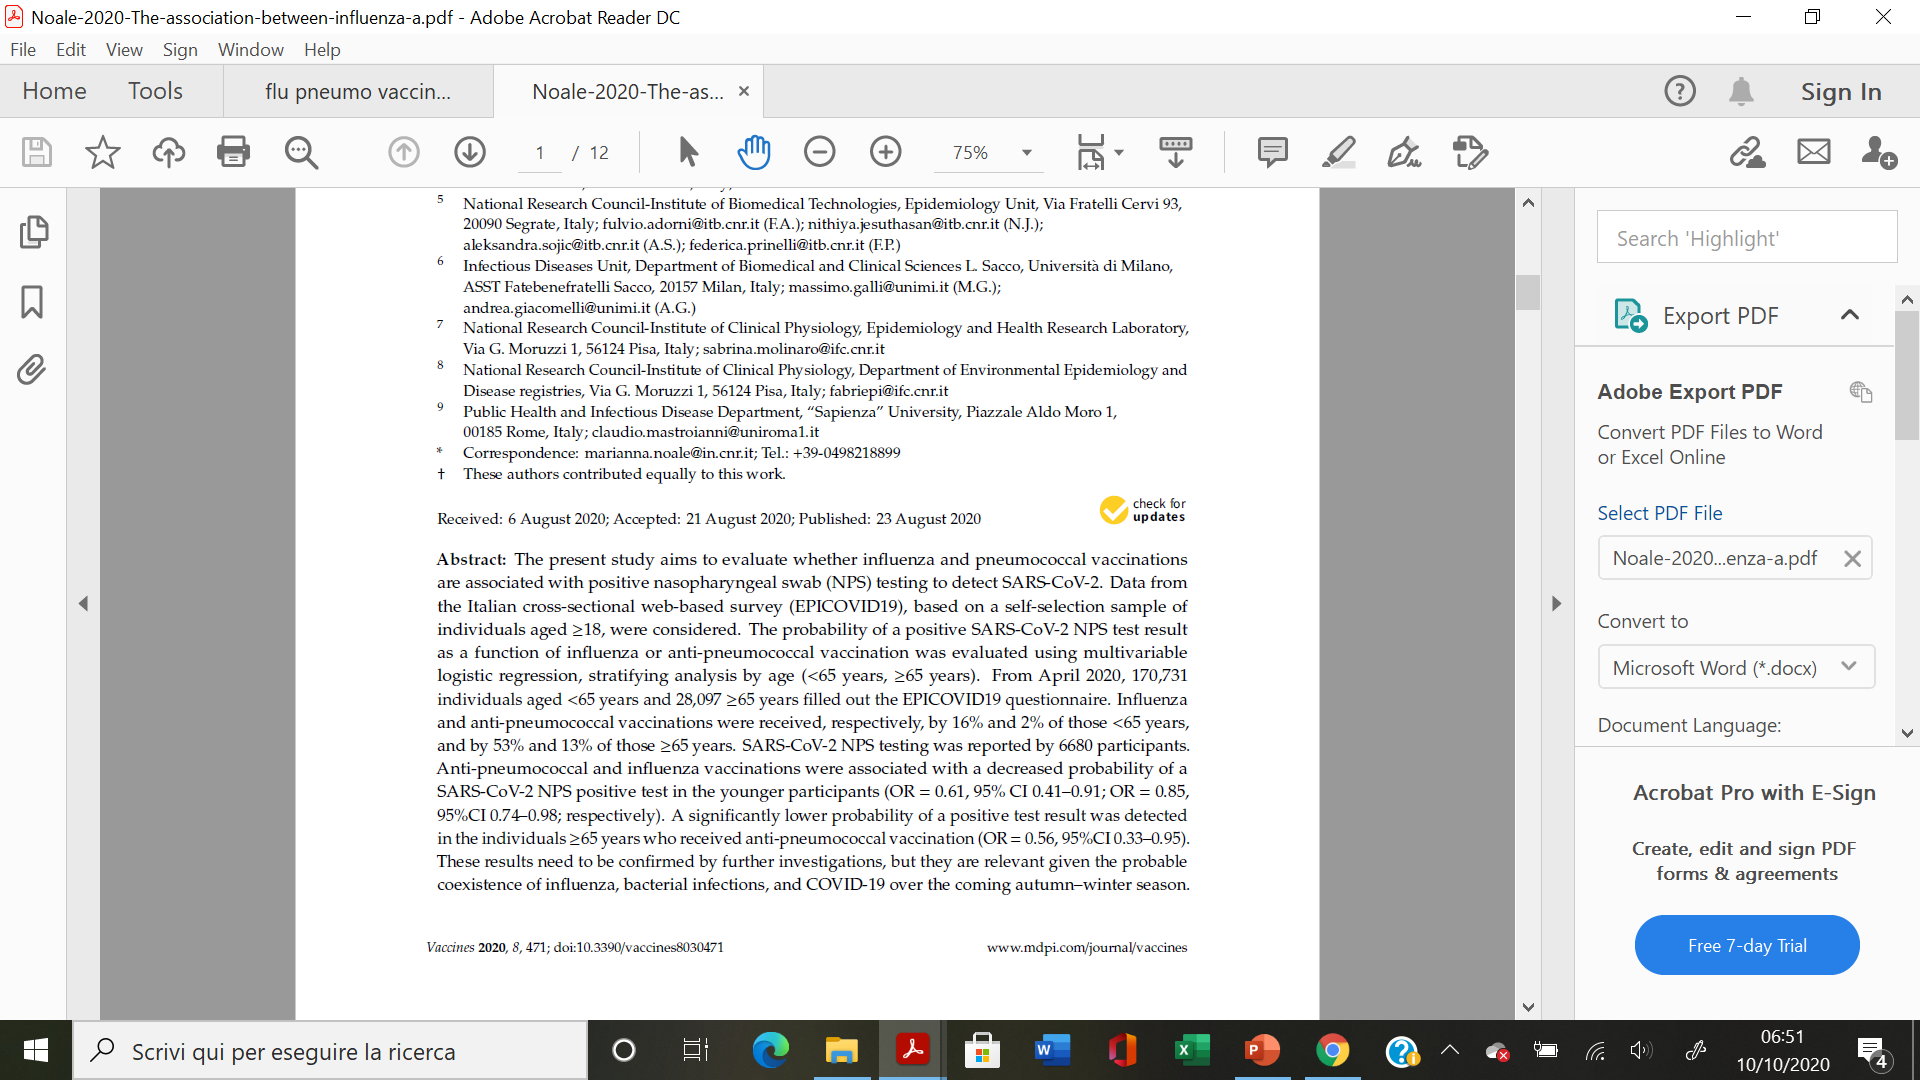 Noale-2020-The-association-between-influenza-a.pdf - Adobe Acrobat Reader DC
File Edit View Sign Window Help
Home Tools flu pneumo vaccin... Noale-2020-The-as... ×
Sign In
1 / 12 75%
5 National Research Council-Institute of Biomedical Technologies, Epidemiology Unit, Via Fratelli Cervi 93,
20090 Segrate, Italy; fulvio.adorni@itb.cnr.it (F.A.); nithiya.jesuthasan@itb.cnr.it (N.J.);
aleksandra.sojic@itb.cnr.it (A.S.); federica.prinelli@itb.cnr.it (F.P.)
6 Infectious Diseases Unit, Department of Biomedical and Clinical Sciences L. Sacco, Università di Milano,
ASST Fatebenefratelli Sacco, 20157 Milan, Italy; massimo.galli@unimi.it (M.G.);
andrea.giacomelli@unimi.it (A.G.)
7 National Research Council-Institute of Clinical Physiology, Epidemiology and Health Research Laboratory,
Via G. Moruzzi 1, 56124 Pisa, Italy; sabrina.molinaro@ifc.cnr.it
8 National Research Council-Institute of Clinical Physiology, Department of Environmental Epidemiology and
Disease registries, Via G. Moruzzi 1, 56124 Pisa, Italy; fabriepi@ifc.cnr.it
9 Public Health and Infectious Disease Department, “Sapienza” University, Piazzale Aldo Moro 1,
00185 Rome, Italy; claudio.mastroianni@uniroma1.it
* Correspondence: marianna.noale@in.cnr.it; Tel.: +39-0498218899
† These authors contributed equally to this work.
check for
updates
Received: 6 August 2020; Accepted: 21 August 2020; Published: 23 August 2020
Abstract: The present study aims to evaluate whether influenza and pneumococcal vaccinations
are associated with positive nasopharyngeal swab (NPS) testing to detect SARS-CoV-2. Data from
the Italian cross-sectional web-based survey (EPICOVID19), based on a self-selection sample of
individuals aged ≥18, were considered. The probability of a positive SARS-CoV-2 NPS test result
as a function of influenza or anti-pneumococcal vaccination was evaluated using multivariable
logistic regression, stratifying analysis by age (<65 years, ≥65 years). From April 2020, 170,731
individuals aged <65 years and 28,097 ≥65 years filled out the EPICOVID19 questionnaire. Influenza
and anti-pneumococcal vaccinations were received, respectively, by 16% and 2% of those <65 years,
and by 53% and 13% of those ≥65 years. SARS-CoV-2 NPS testing was reported by 6680 participants.
Anti-pneumococcal and influenza vaccinations were associated with a decreased probability of a
SARS-CoV-2 NPS positive test in the younger participants (OR = 0.61, 95% CI 0.41–0.91; OR = 0.85,
95%CI 0.74–0.98; respectively). A significantly lower probability of a positive test result was detected
in the individuals ≥65 years who received anti-pneumococcal vaccination (OR = 0.56, 95%CI 0.33–0.95).
These results need to be confirmed by further investigations, but they are relevant given the probable
coexistence of influenza, bacterial infections, and COVID-19 over the coming autumn–winter season.
Vaccines 2020, 8, 471; doi:10.3390/vaccines8030471 www.mdpi.com/journal/vaccines
Search 'Highlight'
Export PDF
Adobe Export PDF
Convert PDF Files to Word
or Excel Online
Select PDF File
Noale-2020...enza-a.pdf
Convert to
Microsoft Word (*.docx)
Document Language:
Acrobat Pro with E-Sign
Create, edit and sign PDF
forms & agreements
Free 7-day Trial
Scrivi qui per eseguire la ricerca
06:51
10/10/2020
4